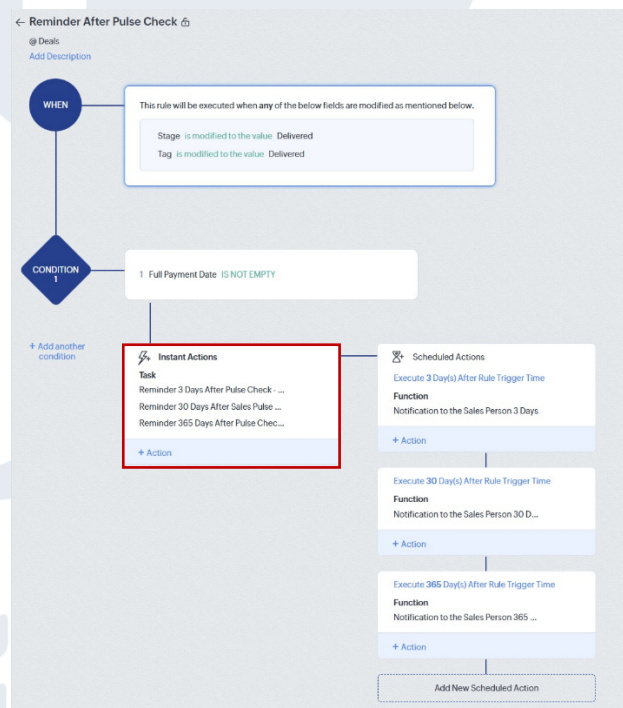 Reminder After Pulse Check
@ Deals
Add Description
WHEN
This rule will be executed when any of the below fields are modified as mentioned below.
Stage is modified to the value Delivered
Tag is modified to the value Delivered
CONDITION
1
1 Full Payment Date IS NOT EMPTY
+ Add another
condition
Instant Actions
Task
Reminder 3 Days After Pulse Check - ...
Reminder 30 Days After Sales Pulse ...
Reminder 365 Days After Pulse Chec...
+ Action
Scheduled Actions
Execute 3 Day(s) After Rule Trigger Time
Function
Notification to the Sales Person 3 Days
+ Action
Execute 30 Day(s) After Rule Trigger Time
Function
Notification to the Sales Person 30 D...
+ Action
Execute 365 Day(s) After Rule Trigger Time
Function
Notification to the Sales Person 365 ...
+ Action
Add New Scheduled Action